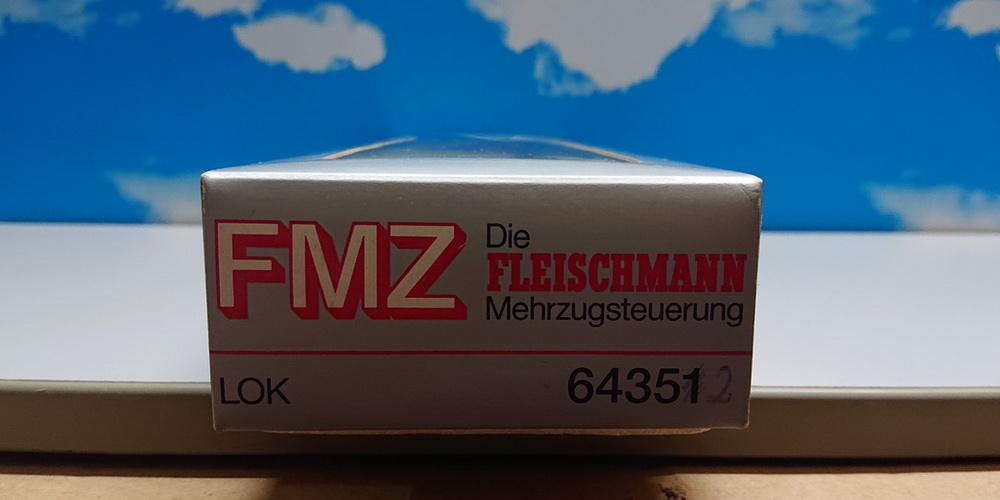 FMZ
Die
FLEISCHMANN
Mehrzugsteuerung
LOK
64351